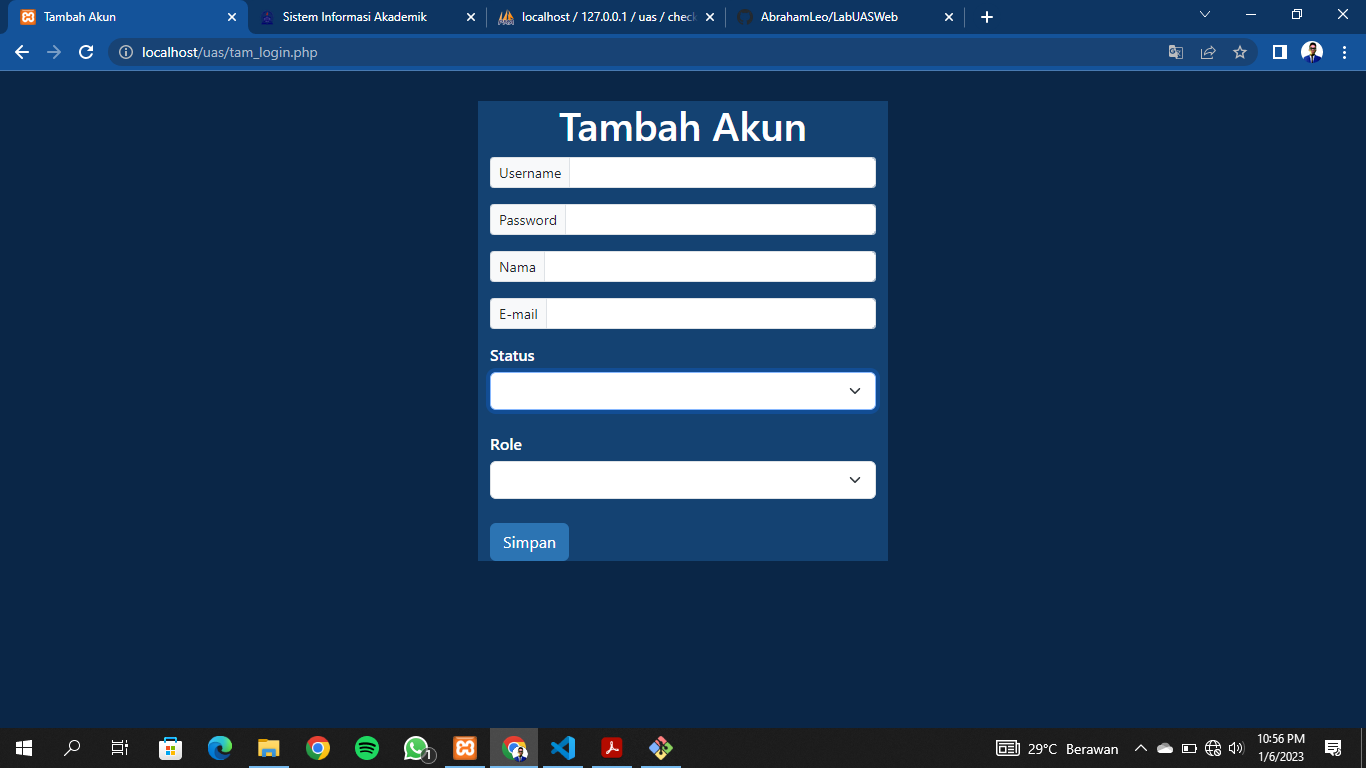 Tambah Akun
Sistem Informasi Akademik
localhost / 127.0.0.1 / uas / check
AbrahamLeo/LabUASWeb
localhost/uas/tam_login.php
Tambah Akun
Username
Password
Nama
E-mail
Status
Role
Simpan
1
29°C Berawan
10:56 PM
1/6/2023